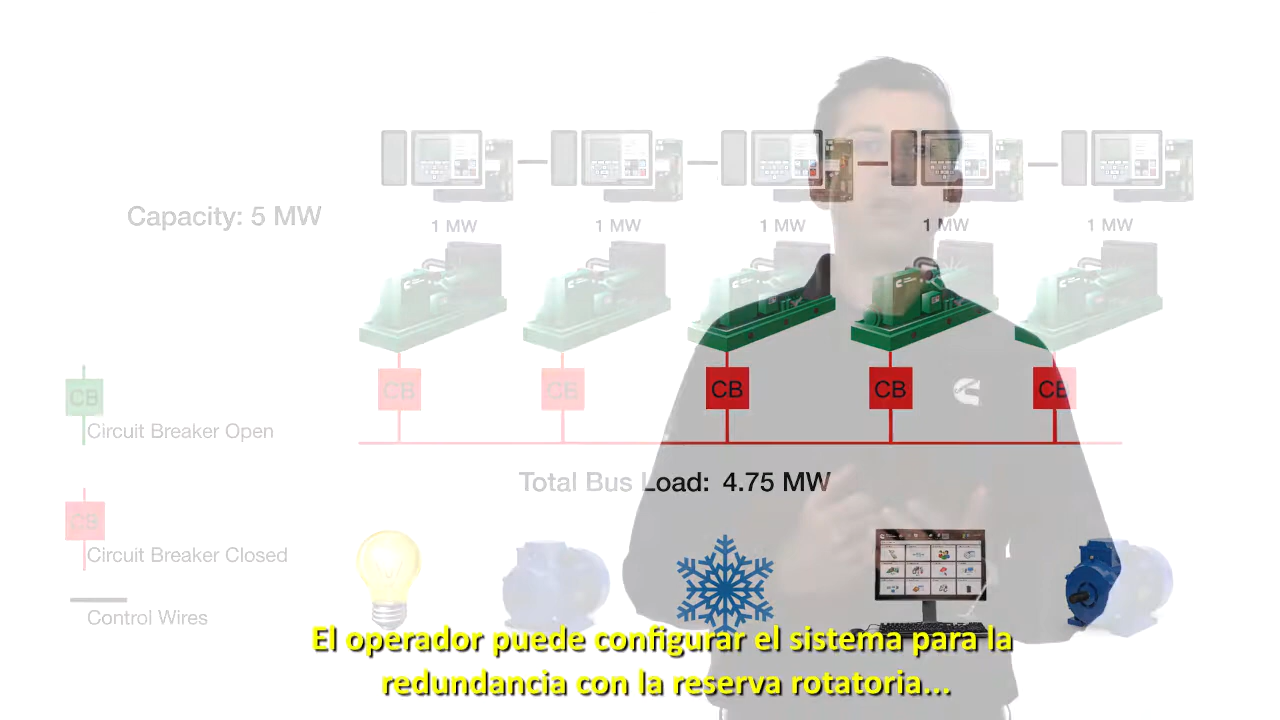 Capacity: 5 MW
1 MW
1 MW
1 MW
1 MW
1 MW
CB
CB
CB
CB
CB
CB
Circuit Breaker Open
Total Bus Load: 4.75 MW
CB
Circuit Breaker Closed
Control Wires
El operador puede configurar el sistema para la
redundancia con la reserva rotatoria...